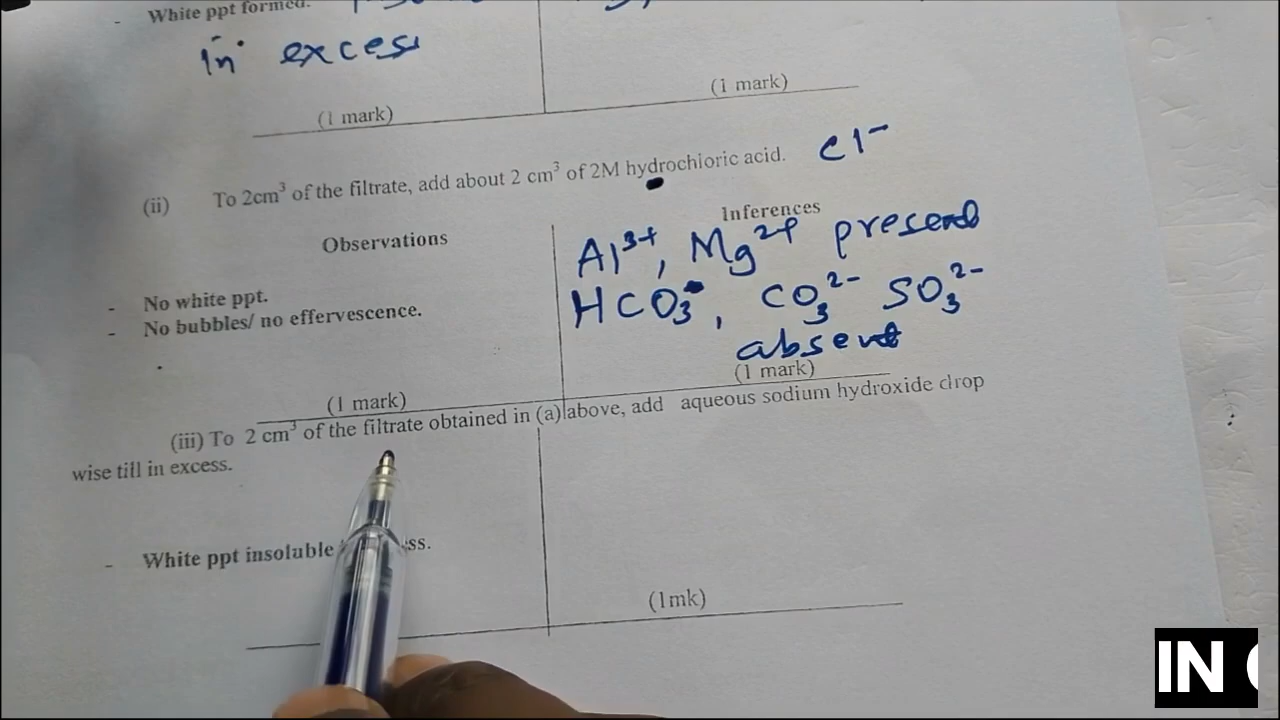 - White ppt formed.
in excess
(1 mark)
(1 mark)
(ii) To 2cm³ of the filtrate, add about 2 cm³ of 2M hydrochloric acid. Cl⁻
Observations
Inferences
Al³⁺, Mg²⁺ present
- No white ppt.
HCO₃⁻, CO₃²⁻ SO₃²⁻
- No bubbles/ no effervescence.
absent
(1 mark)
(1 mark)
(iii) To 2 cm³ of the filtrate obtained in (a) above, add aqueous sodium hydroxide drop
wise till in excess.
- White ppt insoluble
(1mk)
IN